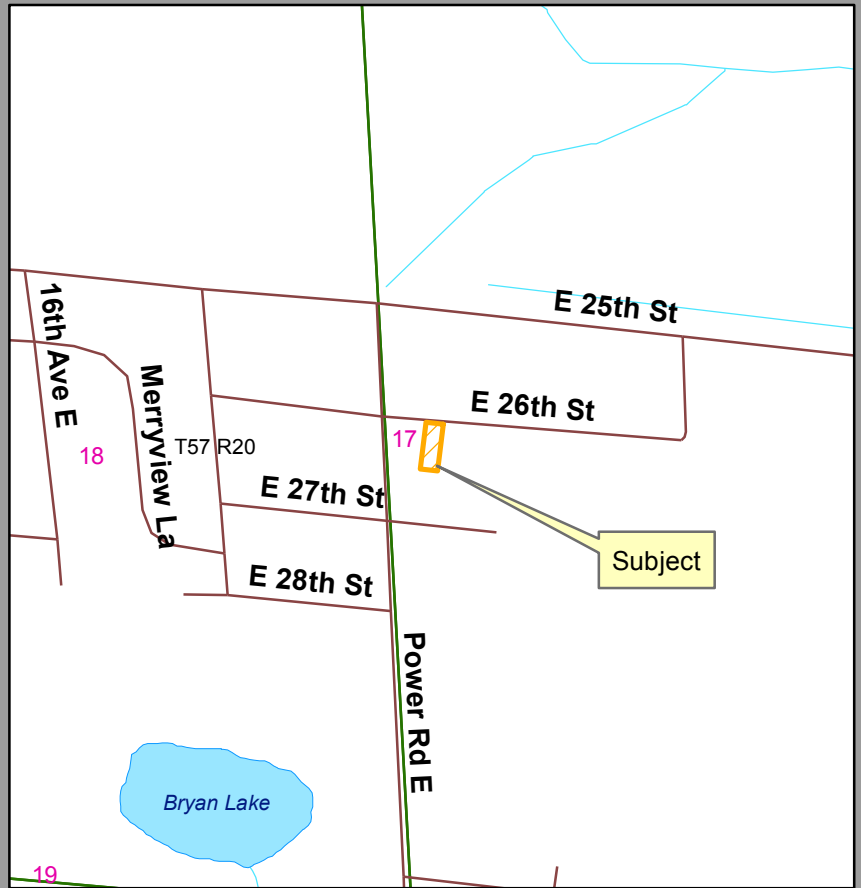 E 25th St
16th Ave E
Merryview La
E 26th St
17
T57 R20
18
E 27th St
Subject
E 28th St
Power Rd E
Bryan Lake
19